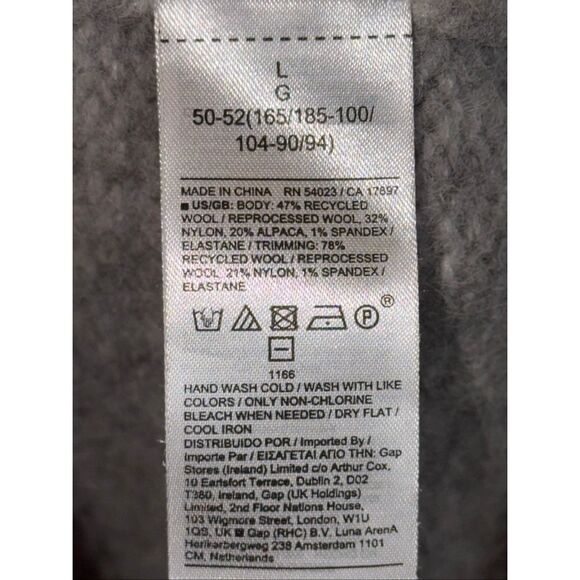 L
G
50-52(165/185-100/
104-90/94)
MADE IN CHINA RN 54023 / CA 17897
■ US/GB: BODY: 47% RECYCLED
WOOL / REPROCESSED WOOL, 32%
NYLON, 20% ALPACA, 1% SPANDEX /
ELASTANE / TRIMMING: 78%
RECYCLED WOOL / REPROCESSED
WOOL, 21% NYLON, 1% SPANDEX /
ELASTANE
P ®
1166
HAND WASH COLD / WASH WITH LIKE
COLORS / ONLY NON-CHLORINE
BLEACH WHEN NEEDED / DRY FLAT /
COOL IRON
DISTRIBUIDO POR / Imported By /
Importe Par / ΕΙΣΑΓΕΤΑΙ ΑΠΟ ΤΗΝ: Gap
Stores (Ireland) Limited c/o Arthur Cox,
10 Earlsfort Terrace, Dublin 2, D02
T380, Ireland, Gap (UK Holdings)
Limited, 2nd Floor Nations House,
103 Wigmore Street, London, W1U
1QS, UK ■ Gap (RHC) B.V. Luna ArenA
Herikerbergweg 238 Amsterdam 1101
CM, Netherlands